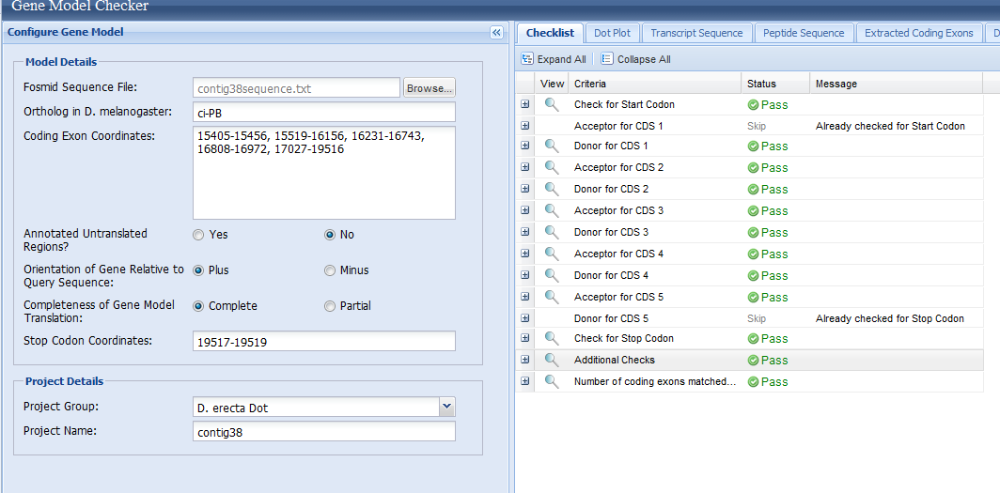 Gene Model Checker
Configure Gene Model
Model Details
Fosmid Sequence File: contig38sequence.txt Browse...
Ortholog in D. melanogaster: ci-PB
Coding Exon Coordinates: 15405-15456, 15519-16156, 16231-16743,
16808-16972, 17027-19516
Annotated Untranslated
Regions?
Yes No
Orientation of Gene Relative to
Query Sequence:
Plus Minus
Completeness of Gene Model
Translation:
Complete Partial
Stop Codon Coordinates: 19517-19519
Project Details
Project Group: D. erecta Dot
Project Name: contig38
Checklist Dot Plot Transcript Sequence Peptide Sequence Extracted Coding Exons D
Expand All Collapse All
View Criteria Status Message
Check for Start Codon Pass
Acceptor for CDS 1 Skip Already checked for Start Codon
Donor for CDS 1 Pass
Acceptor for CDS 2 Pass
Donor for CDS 2 Pass
Acceptor for CDS 3 Pass
Donor for CDS 3 Pass
Acceptor for CDS 4 Pass
Donor for CDS 4 Pass
Acceptor for CDS 5 Pass
Donor for CDS 5 Skip Already checked for Stop Codon
Check for Stop Codon Pass
Additional Checks Pass
Number of coding exons matched... Pass